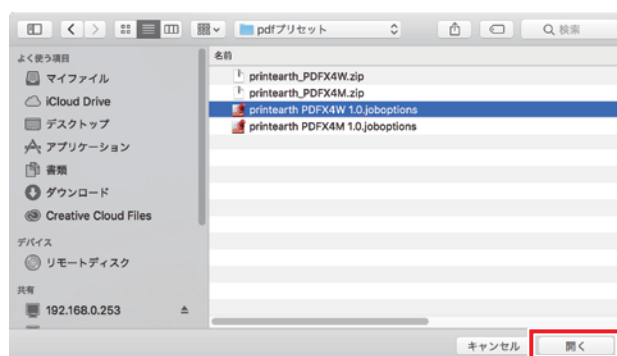 pdfプリセット
検索
よく使う項目
マイファイル
iCloud Drive
デスクトップ
アプリケーション
書類
ダウンロード
Creative Cloud Files
デバイス
リモートディスク
共有
192.168.0.253
名前
printearth_PDFX4W.zip
printearth_PDFX4M.zip
printearth PDFX4W 1.0.joboptions
printearth PDFX4M 1.0.joboptions
キャンセル
開く